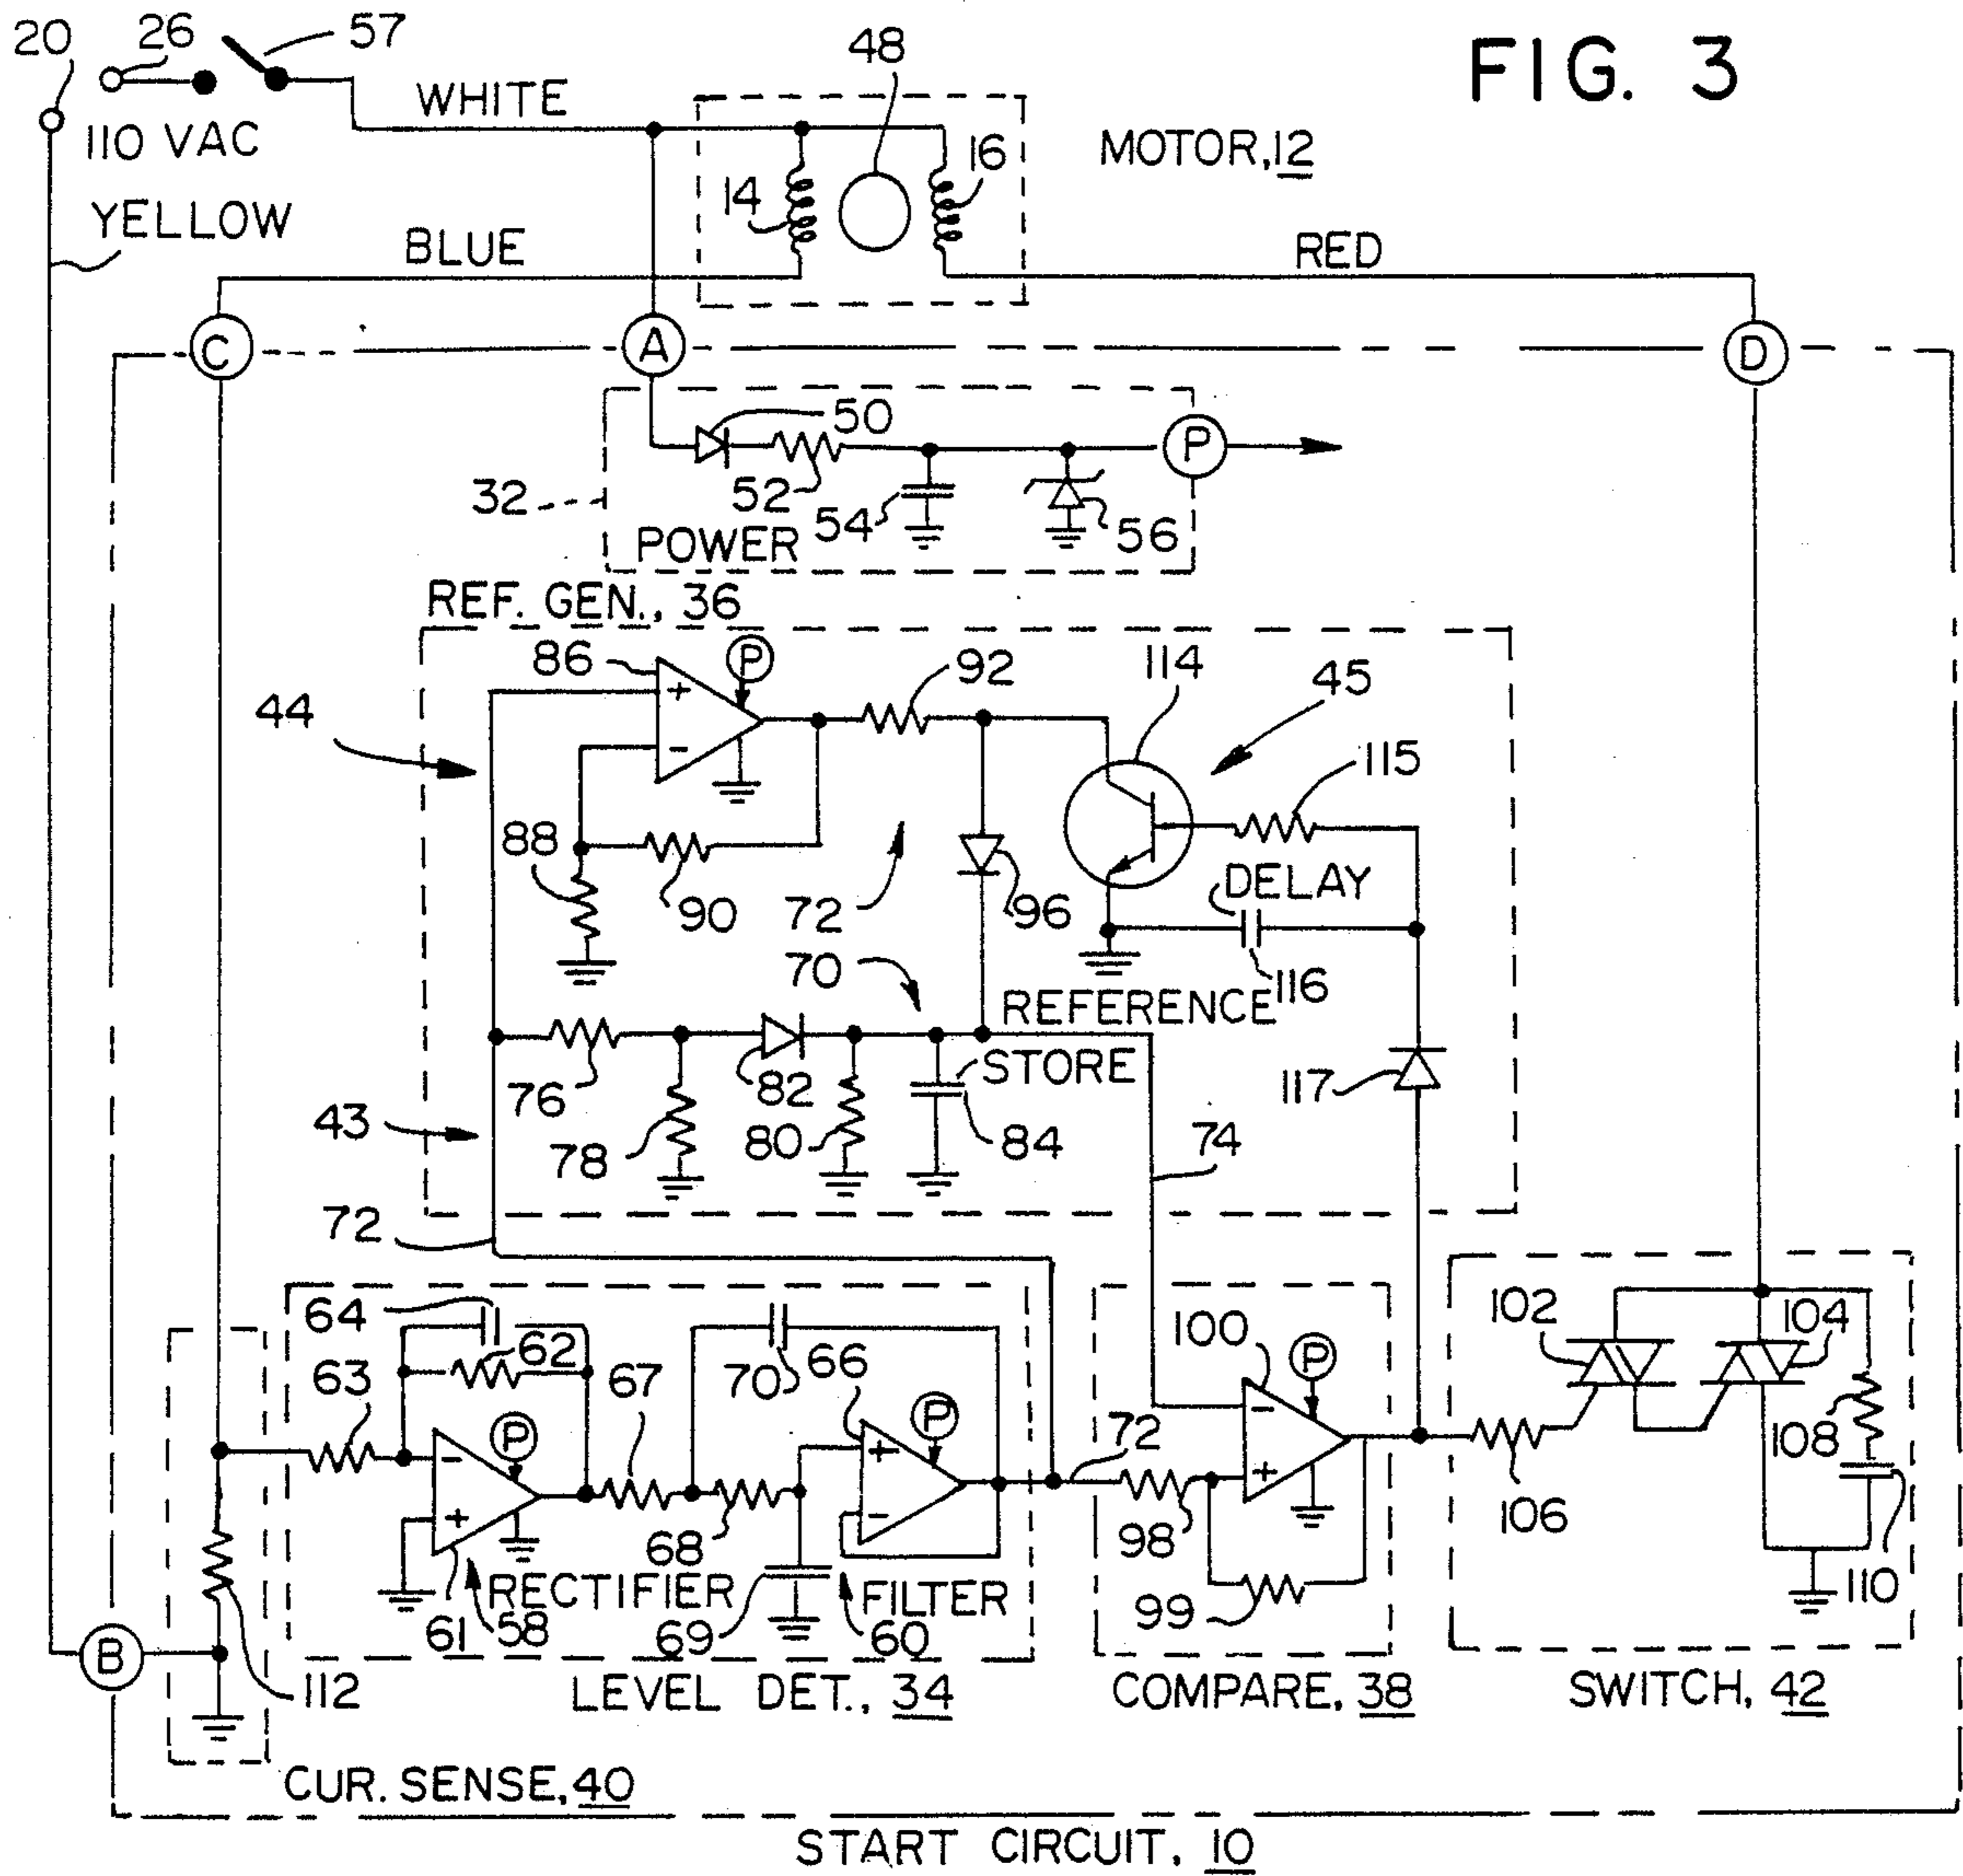 FIG. 3
20
26
57
48
WHITE
110 VAC
MOTOR, 12
14
16
YELLOW
BLUE
RED
C
A
D
50
P
32
52
54
56
POWER
REF. GEN., 36
86
P
92
114
45
44
+
-
115
88
90
72
96
DELAY
70
116
REFERENCE
STORE
76
82
117
43
78
80
84
74
72
64
62
63
67
70
66
100
P
102
104
P
P
-
+
+
-
-
+
72
108
68
98
106
RECTIFIER
FILTER
99
110
61
58
69
60
B
112
LEVEL DET., 34
COMPARE, 38
SWITCH, 42
CUR. SENSE, 40
START CIRCUIT, 10